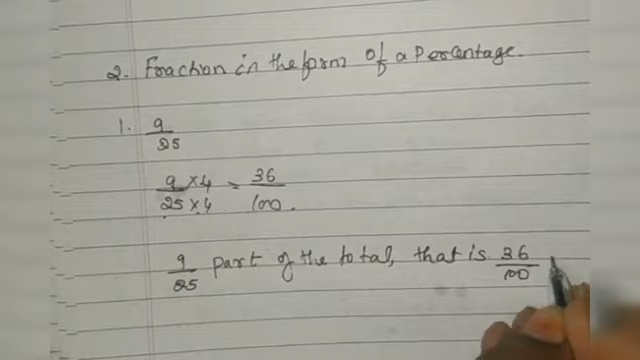 2. Fraction in the form of a Percentage.
1. 9/25
9×4/25×4 = 36/100.
9/25 part of the total, that is 36/100